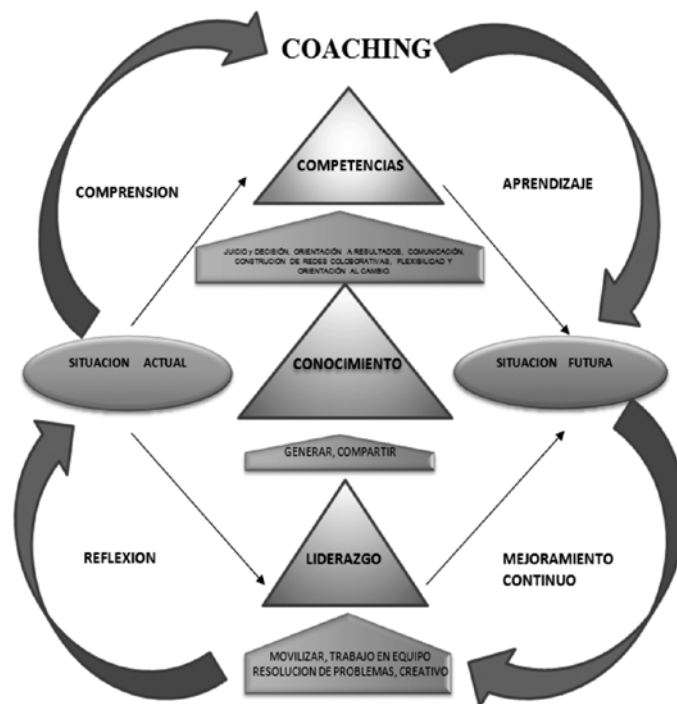 COACHING
COMPETENCIAS
COMPRENSION
APRENDIZAJE
JUICIO y DECISIÓN, ORIENTACIÓN A RESULTADOS, COMUNICACIÓN,
CONSTRUCIÓN DE REDES COLOBORATIVAS, FLEXIBILIDAD Y
ORIENTACIÓN AL CAMBIO.
SITUACION ACTUAL
CONOCIMIENTO
SITUACION FUTURA
GENERAR, COMPARTIR
REFLEXION
LIDERAZGO
MEJORAMIENTO
CONTINUO
MOVILIZAR, TRABAJO EN EQUIPO
RESOLUCION DE PROBLEMAS, CREATIVO